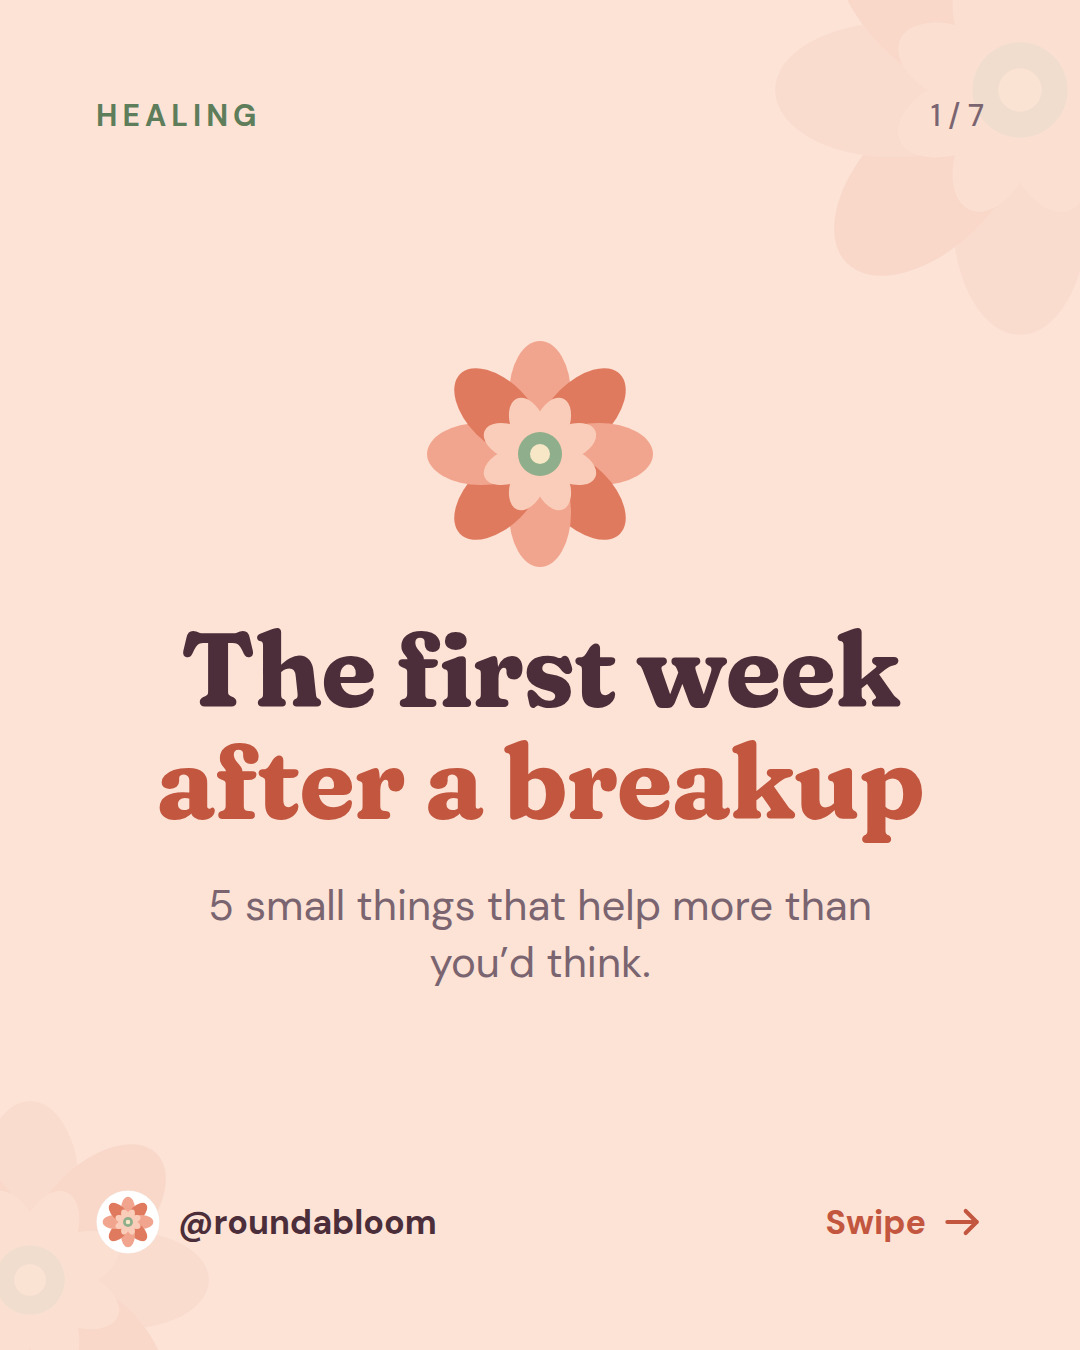 HEALING
1 / 7
The first week
after a breakup
5 small things that help more than
you’d think.
@roundabloom
Swipe →